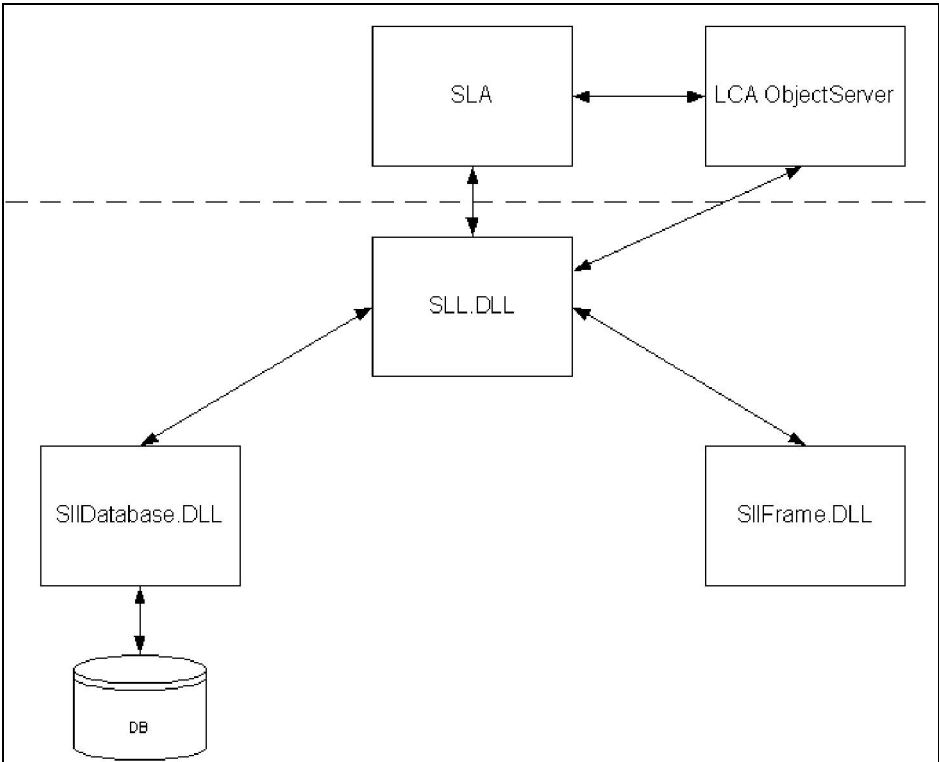 SLA
LCA ObjectServer
SLL.DLL
SllDatabase.DLL
SllFrame.DLL
DB